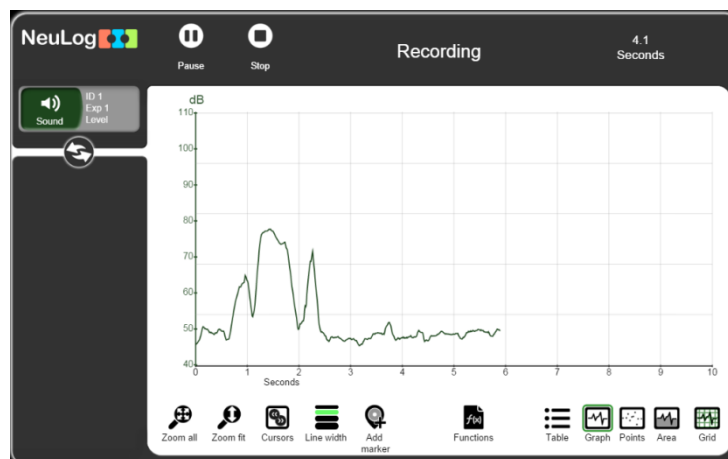 NeuLog
Pause
Stop
Recording
4.1
Seconds
Sound
ID 1
Exp 1
Level
dB
110
100
90
80
70
60
50
40
0 1 2 3 4 5 6 7 8 9 10
Seconds
Zoom all
Zoom fit
Cursors
Line width
Add
marker
f(x)
Functions
Table
Graph
Points
Area
Grid